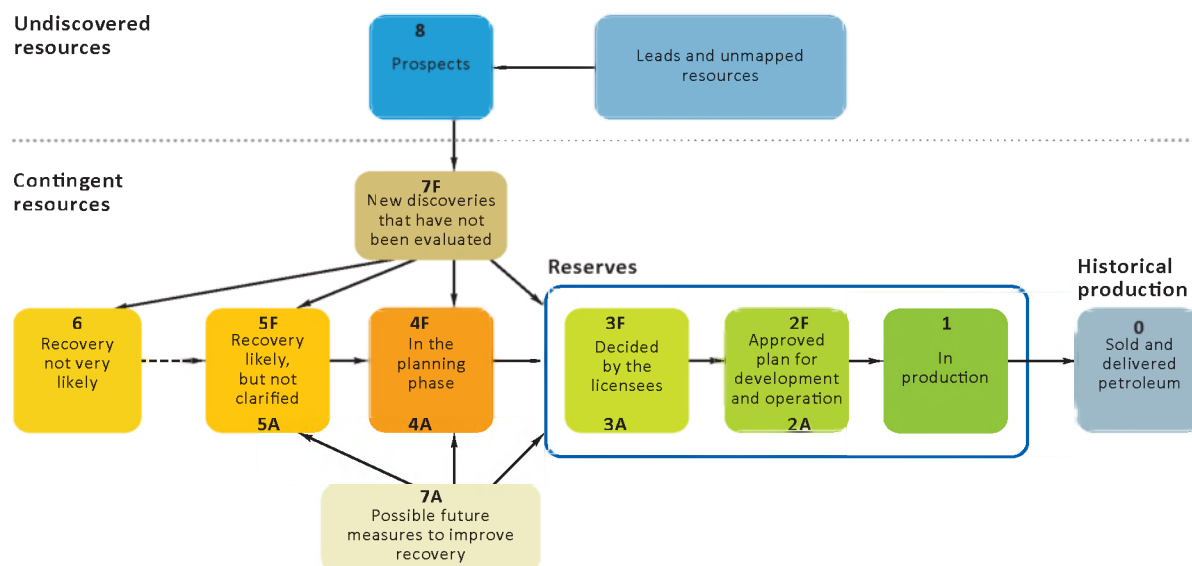 Undiscovered
resources
8
Prospects
Leads and unmapped
resources
Contingent
resources
7F
New discoveries
that have not
been evaluated
Reserves
Historical
production
6
Recovery
not very
likely
5F
Recovery
likely,
but not
clarified
5A
4F
In the
planning
phase
4A
3F
Decided
by the
licensees
3A
2F
Approved
plan for
development
and operation
2A
1
In
production
0
Sold and
delivered
petroleum
7A
Possible future
measures to improve
recovery